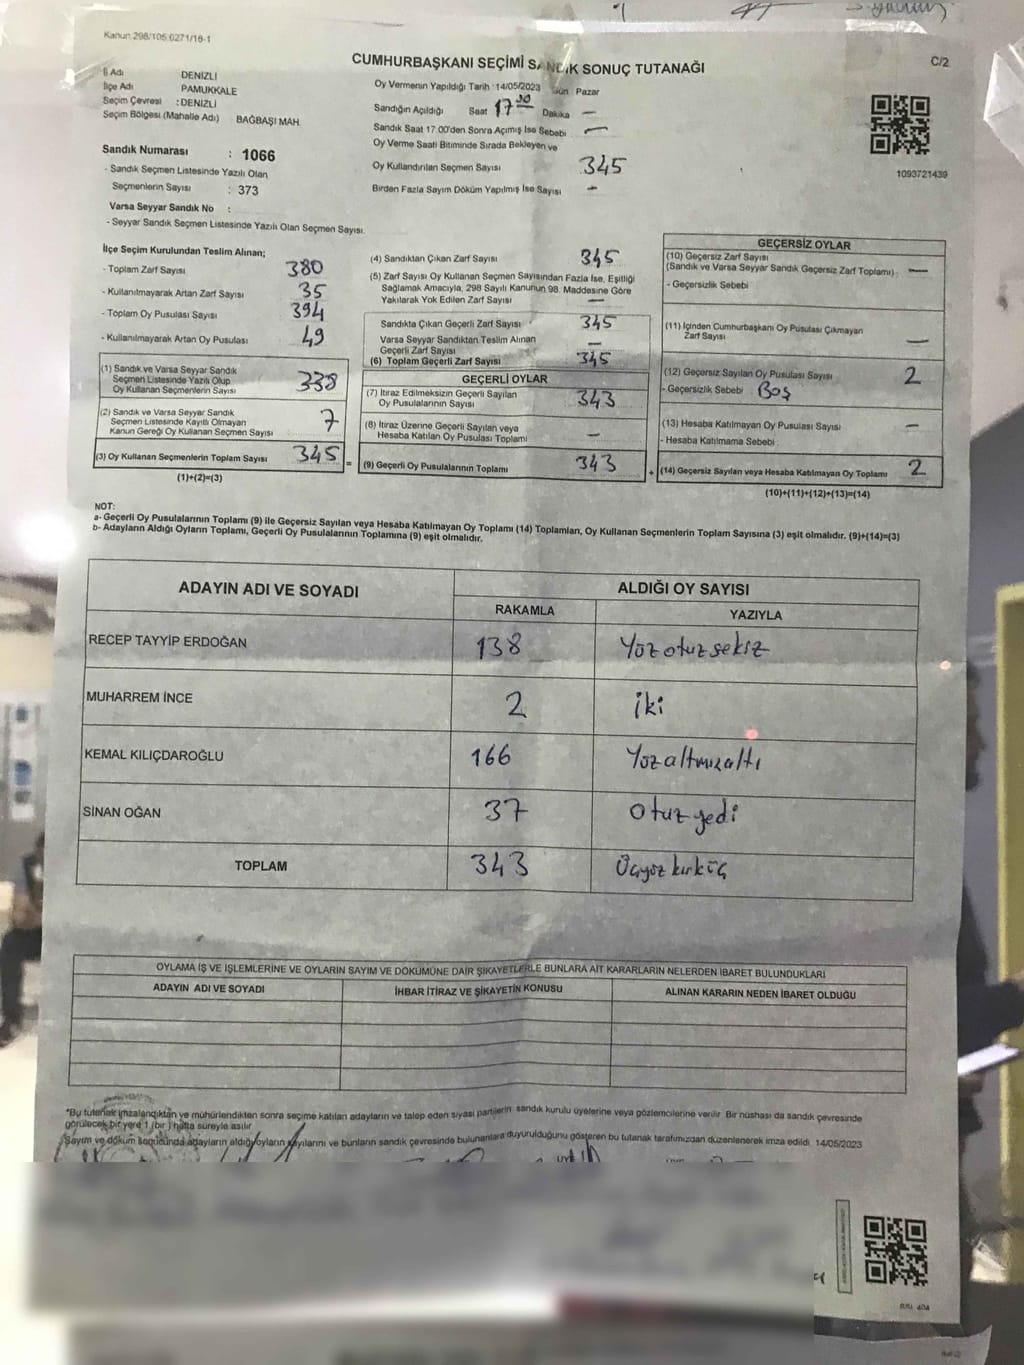 Kanun 298/105.6271/18-1
CUMHURBAŞKANI SEÇİMİ SANDIK SONUÇ TUTANAĞI
C/2
İl Adı DENİZLİ
İlçe Adı PAMUKKALE
Seçim Çevresi : DENİZLİ
Seçim Bölgesi (Mahalle Adı) BAĞBAŞI MAH.
Sandık Numarası : 1066
- Sandık Seçmen Listesinde Yazılı Olan
Seçmenlerin Sayısı : 373
Varsa Seyyar Sandık No :
- Seyyar Sandık Seçmen Listesinde Yazılı Olan Seçmen Sayısı.
Oy Vermenin Yapıldığı Tarih : 14/05/2023 Gün Pazar
Sandığın Açıldığı Saat 17 30 Dakika —
Sandık Saat 17:00'den Sonra Açılmış İse Sebebi —
Oy Verme Saati Bitiminde Sırada Bekleyen ve
Oy Kullandırılan Seçmen Sayısı 345
Birden Fazla Sayım Döküm Yapılmış İse Sayısı —
1093721439
İlçe Seçim Kurulundan Teslim Alınan;
- Toplam Zarf Sayısı 380
- Kullanılmayarak Artan Zarf Sayısı 35
- Toplam Oy Pusulası Sayısı 394
- Kullanılmayarak Artan Oy Pusulası 49
(1) Sandık ve Varsa Seyyar Sandık
Seçmen Listesinde Yazılı Olup
Oy Kullanan Seçmenlerin Sayısı 338
(2) Sandık ve Varsa Seyyar Sandık
Seçmen Listesinde Kayıtlı Olmayan
Kanun Gereği Oy Kullanan Seçmen Sayısı 7
(3) Oy Kullanan Seçmenlerin Toplam Sayısı 345 =
(1)+(2)=(3)
(4) Sandıktan Çıkan Zarf Sayısı 345
(5) Zarf Sayısı Oy Kullanan Seçmen Sayısından Fazla İse, Eşitliği
Sağlamak Amacıyla, 298 Sayılı Kanunun 98. Maddesine Göre
Yakılarak Yok Edilen Zarf Sayısı —
Sandıkta Çıkan Geçerli Zarf Sayısı 345
Varsa Seyyar Sandıktan Teslim Alınan
Geçerli Zarf Sayısı —
(6) Toplam Geçerli Zarf Sayısı 345
GEÇERLİ OYLAR
(7) İtiraz Edilmeksizin Geçerli Sayılan
Oy Pusulalarının Sayısı 343
(8) İtiraz Üzerine Geçerli Sayılan veya
Hesaba Katılan Oy Pusulası Toplamı —
(9) Geçerli Oy Pusulalarının Toplamı 343 +
GEÇERSİZ OYLAR
(10) Geçersiz Zarf Sayısı
(Sandık ve Varsa Seyyar Sandık Geçersiz Zarf Toplamı) : —
- Geçersizlik Sebebi
(11) İçinden Cumhurbaşkanı Oy Pusulası Çıkmayan
Zarf Sayısı —
(12) Geçersiz Sayılan Oy Pusulası Sayısı 2
- Geçersizlik Sebebi Boş
(13) Hesaba Katılmayan Oy Pusulası Sayısı —
- Hesaba Katılmama Sebebi :
(14) Geçersiz Sayılan veya Hesaba Katılmayan Oy Toplamı 2
(10)+(11)+(12)+(13)=(14)
NOT:
a- Geçerli Oy Pusulalarının Toplamı (9) ile Geçersiz Sayılan veya Hesaba Katılmayan Oy Toplamı (14) Toplamları, Oy Kullanan Seçmenlerin Toplam Sayısına (3) eşit olmalıdır. (9)+(14)=(3)
b- Adayların Aldığı Oyların Toplamı, Geçerli Oy Pusulalarının Toplamına (9) eşit olmalıdır.
ADAYIN ADI VE SOYADI ALDIĞI OY SAYISI
RAKAMLA YAZIYLA
RECEP TAYYİP ERDOĞAN 138 Yüz otuz sekiz
MUHARREM İNCE 2 İki
KEMAL KILIÇDAROĞLU 166 Yüz altmış altı
SİNAN OĞAN 37 Otuz yedi
TOPLAM 343 Üçyüz kırk üç
OYLAMA İŞ VE İŞLEMLERİNE VE OYLARIN SAYIM VE DÖKÜMÜNE DAİR ŞİKAYETLERLE BUNLARA AİT KARARLARIN NELERDEN İBARET BULUNDUKLARI
ADAYIN ADI VE SOYADI İHBAR İTİRAZ VE ŞİKAYETİN KONUSU ALINAN KARARIN NEDEN İBARET OLDUĞU
*Bu tutanak imzalandıktan ve mühürlendikten sonra seçime katılan adayların ve talep eden siyasi partilerin sandık kurulu üyelerine veya gözlemcilerine verilir. Bir nüshası da sandık çevresinde
görülecek bir yere 1 (bir ) hafta süreyle asılır.
Sayım ve döküm sonucunda adayların aldığı oyların sayılarını ve bunların sandık çevresinde bulunanlara duyurulduğunu gösteren bu tutanak tarafımızdan düzenlenerek imza edildi. 14/05/2023